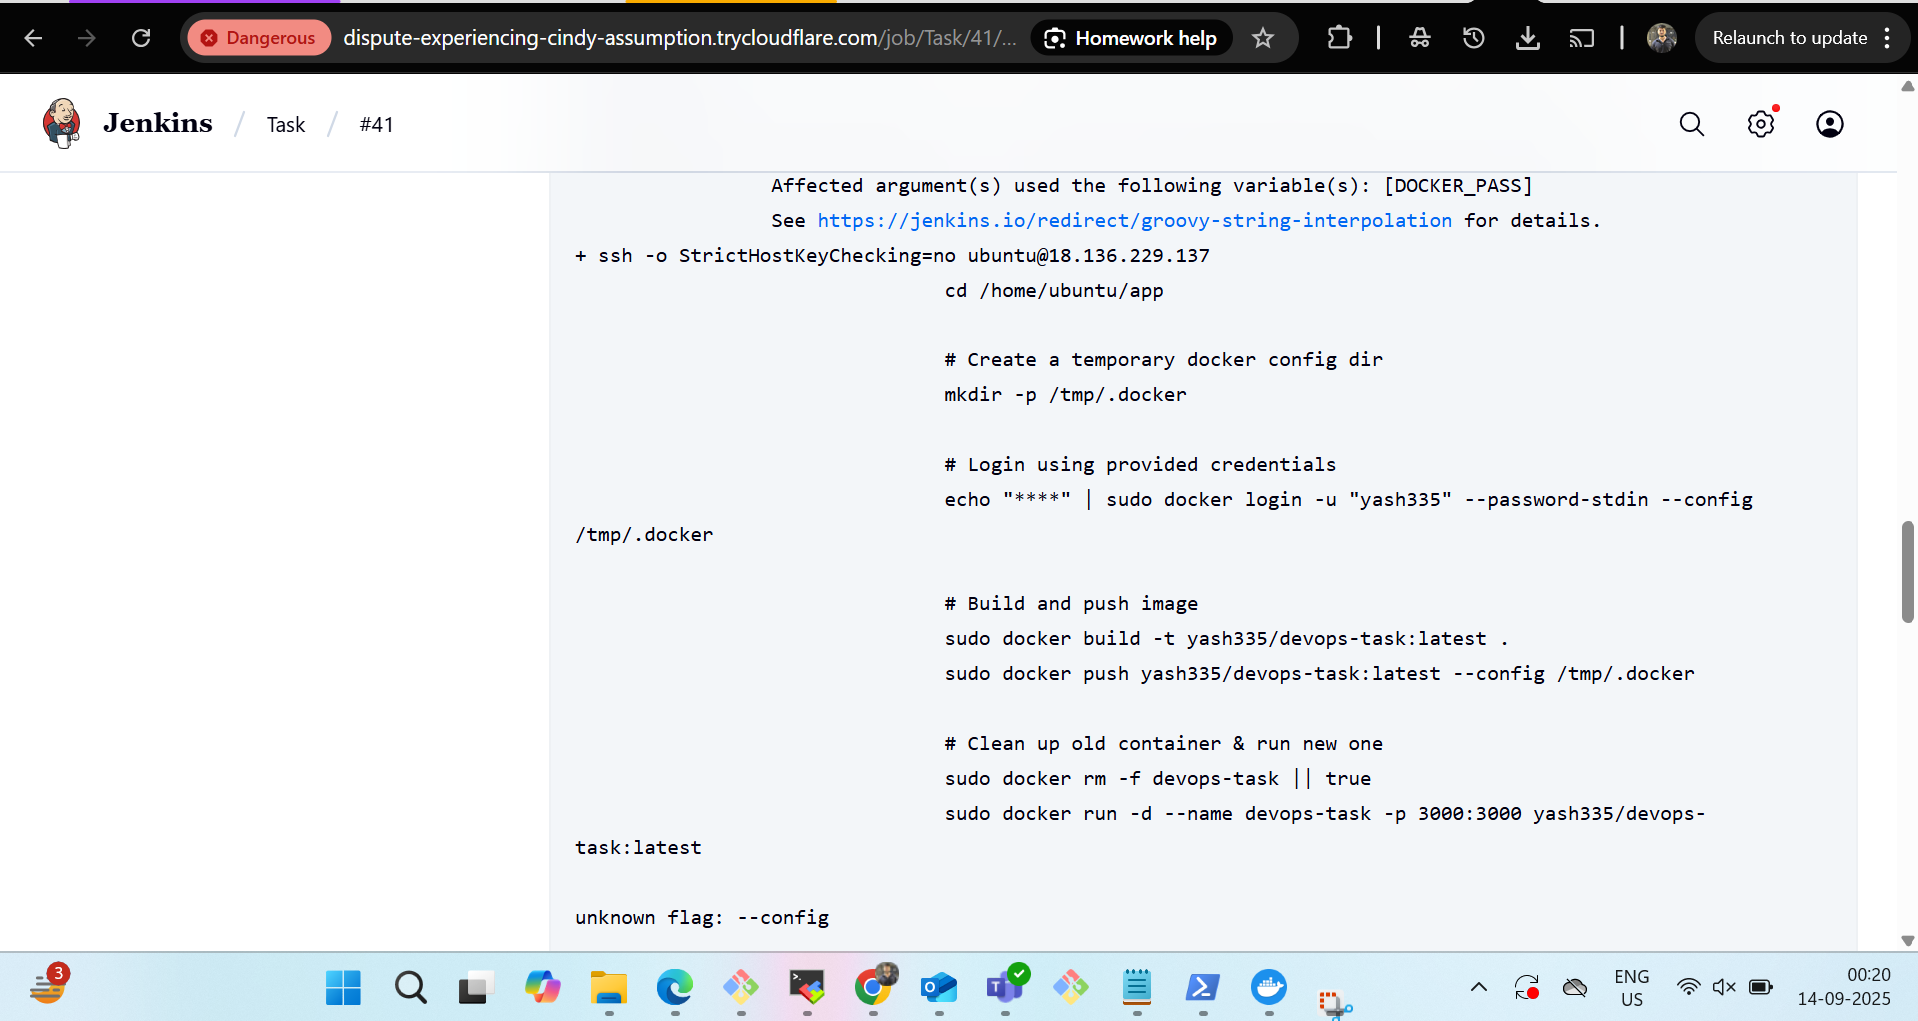 Dangerous
dispute-experiencing-cindy-assumption.trycloudflare.com/job/Task/41/...
Homework help
Relaunch to update
Jenkins / Task / #41
Affected argument(s) used the following variable(s): [DOCKER_PASS]
See https://jenkins.io/redirect/groovy-string-interpolation for details.
+ ssh -o StrictHostKeyChecking=no ubuntu@18.136.229.137
cd /home/ubuntu/app
# Create a temporary docker config dir
mkdir -p /tmp/.docker
# Login using provided credentials
echo "****" | sudo docker login -u "yash335" --password-stdin --config
/tmp/.docker
# Build and push image
sudo docker build -t yash335/devops-task:latest .
sudo docker push yash335/devops-task:latest --config /tmp/.docker
# Clean up old container & run new one
sudo docker rm -f devops-task || true
sudo docker run -d --name devops-task -p 3000:3000 yash335/devops-
task:latest
unknown flag: --config
3
ENG
US
00:20
14-09-2025